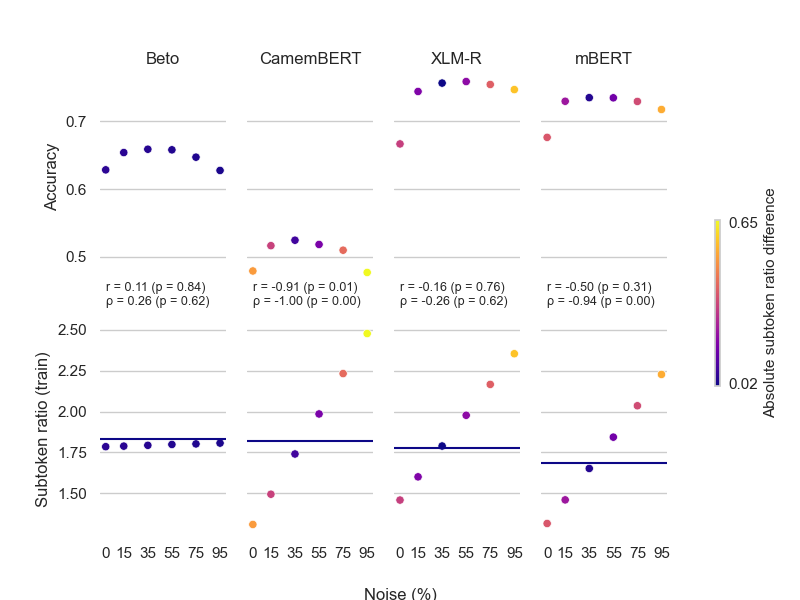 Beto CamemBERT XLM-R mBERT
Accuracy
0.7
0.6
0.5
r = 0.11 (p = 0.84) r = -0.91 (p = 0.01) r = -0.16 (p = 0.76) r = -0.50 (p = 0.31)
ρ = 0.26 (p = 0.62) ρ = -1.00 (p = 0.00) ρ = -0.26 (p = 0.62) ρ = -0.94 (p = 0.00)
Subtoken ratio (train)
2.50
2.25
2.00
1.75
1.50
0 15 35 55 75 95 0 15 35 55 75 95 0 15 35 55 75 95 0 15 35 55 75 95
Noise (%)
0.65
0.02
Absolute subtoken ratio difference